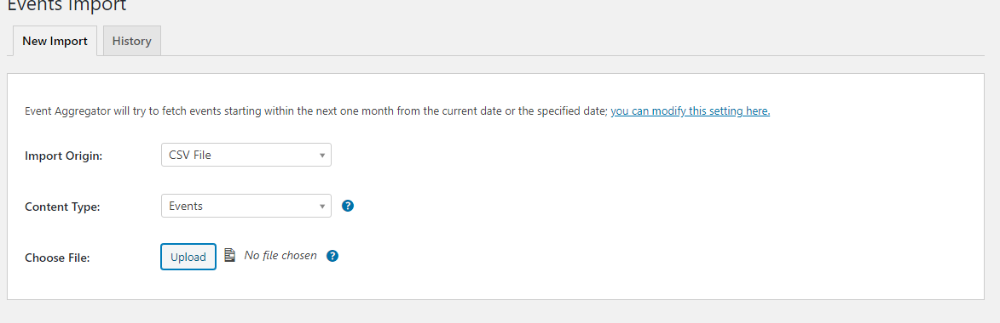 Events Import
New Import History
Event Aggregator will try to fetch events starting within the next one month from the current date or the specified date; you can modify this setting here.
Import Origin: CSV File
Content Type: Events ?
Choose File: Upload No file chosen ?